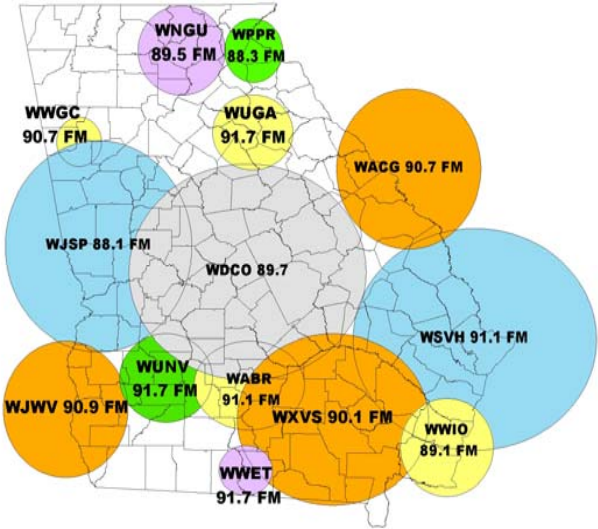 WNGU
89.5 FM
WPPR
88.3 FM
WWGC
90.7 FM
WUGA
91.7 FM
WACG 90.7 FM
WJSP 88.1 FM
WDCO 89.7
WSVH 91.1 FM
WUNV
91.7 FM
WABR
91.1 FM
WJWV 90.9 FM
WXVS 90.1 FM
WWIO
89.1 FM
WWET
91.7 FM